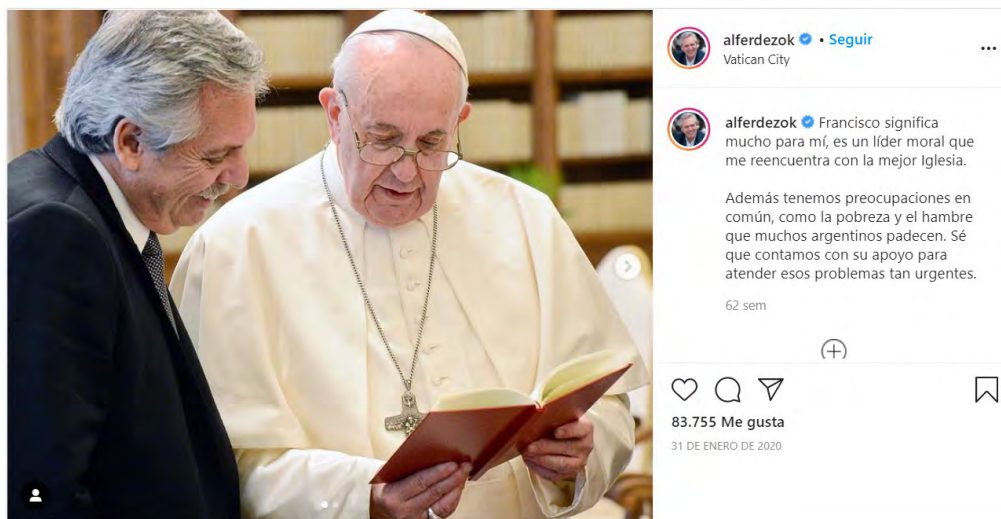 alferdezok • Seguir
Vatican City
alferdezok Francisco significa
mucho para mí, es un líder moral que
me reencuentra con la mejor Iglesia.
Además tenemos preocupaciones en
común, como la pobreza y el hambre
que muchos argentinos padecen. Sé
que contamos con su apoyo para
atender esos problemas tan urgentes.
62 sem
83.755 Me gusta
31 DE ENERO DE 2020